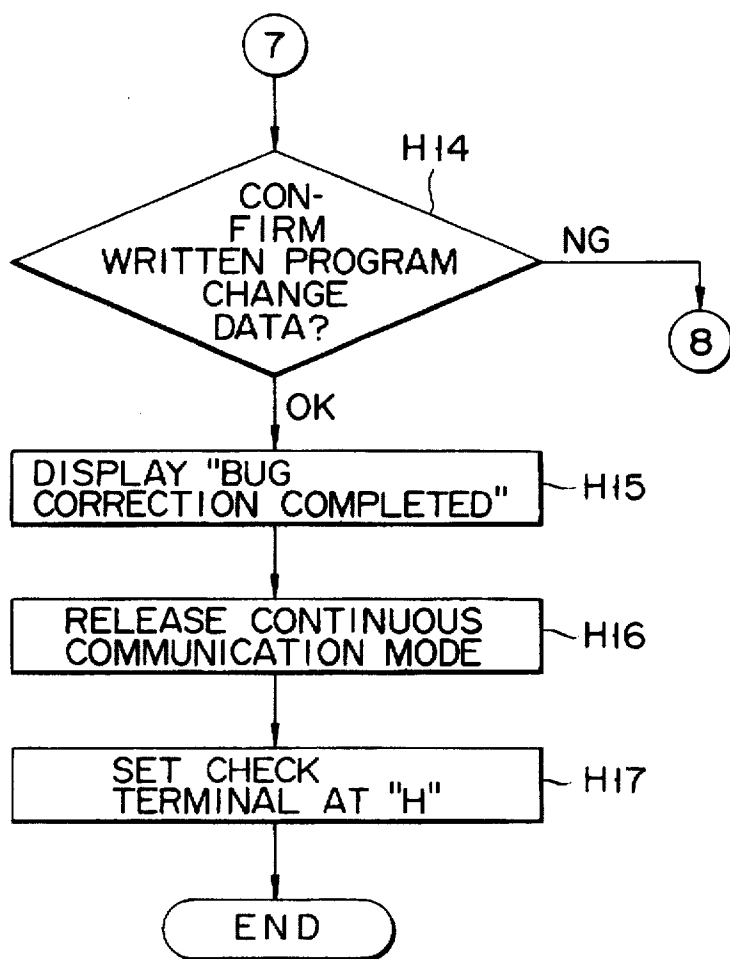 7
H14
CON-
FIRM
WRITTEN PROGRAM
CHANGE
DATA?
NG
8
OK
DISPLAY "BUG
CORRECTION COMPLETED"
H15
RELEASE CONTINUOUS
COMMUNICATION MODE
H16
SET CHECK
TERMINAL AT "H"
H17
END